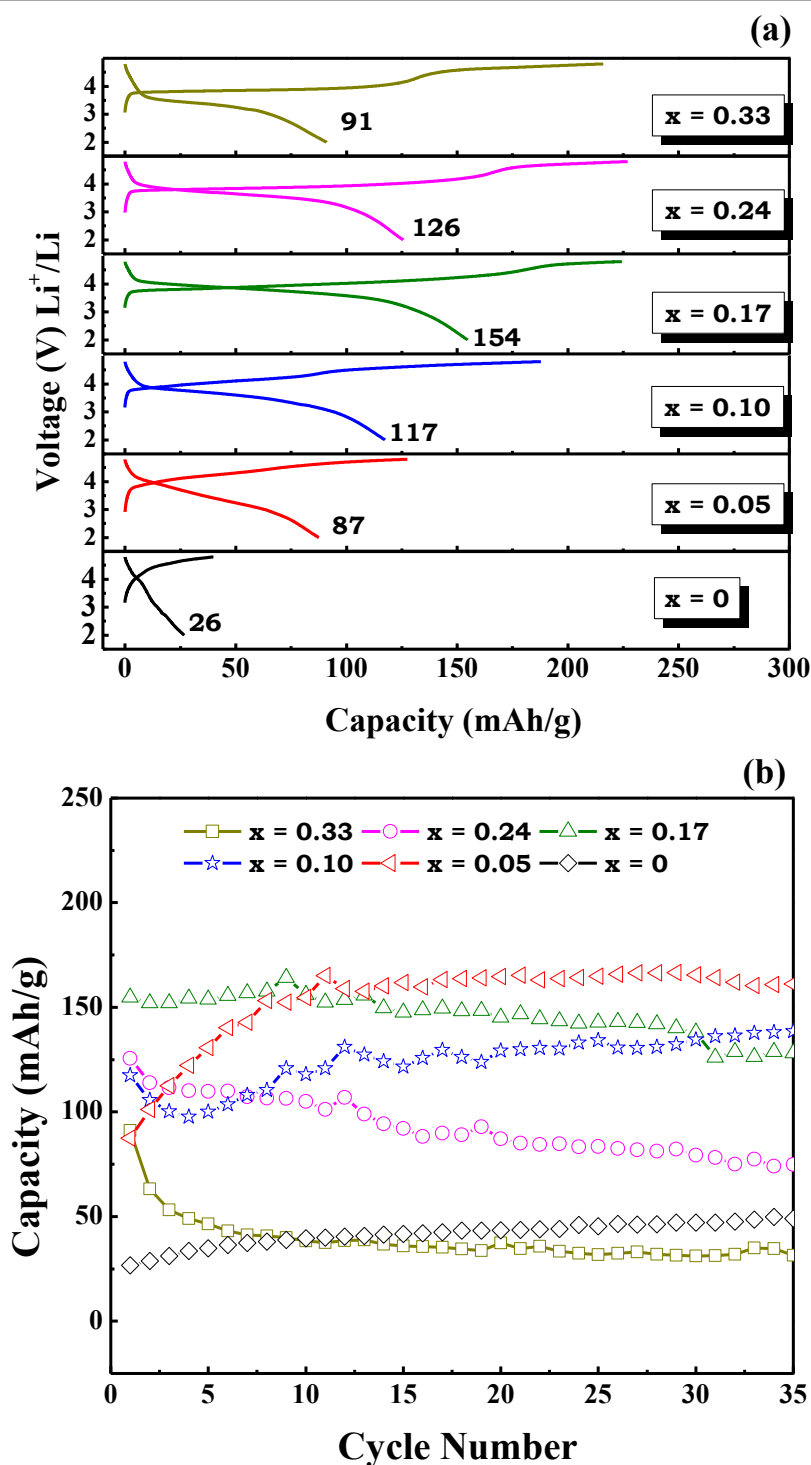 (a)
4
3
2
91
x = 0.33
4
3
2
126
x = 0.24
4
3
2
154
x = 0.17
4
3
2
117
x = 0.10
4
3
2
87
x = 0.05
4
3
2
26
x = 0
Voltage (V) Li⁺/Li
0 50 100 150 200 250 300
Capacity (mAh/g)
(b)
250
200
150
100
50
0
x = 0.33 x = 0.24 x = 0.17
x = 0.10 x = 0.05 x = 0
Capacity (mAh/g)
0 5 10 15 20 25 30 35
Cycle Number